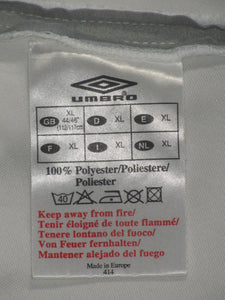 UMBRO
XL
GB 44/46" D XL E XL
(112/117cm)
F XL I XL NL XL
100% Polyester/Poliestere/
Poliester
40
Keep away from fire/
Tenir éloigné de toute flamme/
Tenere lontano del fuoco/
Von Feuer fernhalten/
Mantener alejado del fuego
Made in Europe
414